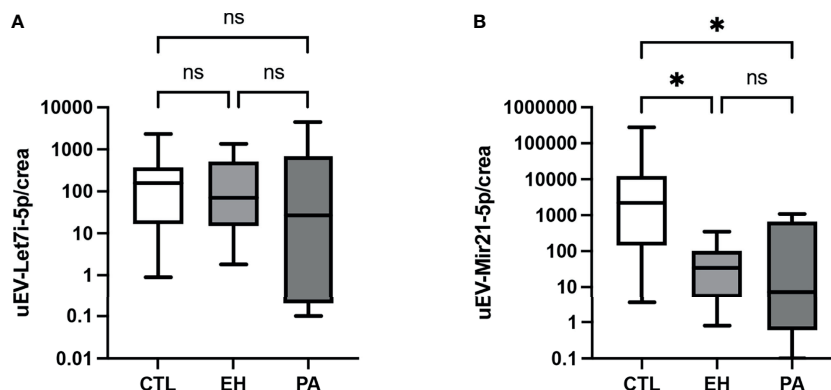 A
ns
ns
ns
uEV-Let7i-5p/crea
10000
1000
100
10
1
0.1
0.01
CTL
EH
PA
B
*
*
ns
uEV-Mir21-5p/crea
1000000
100000
10000
1000
100
10
1
0.1
CTL
EH
PA